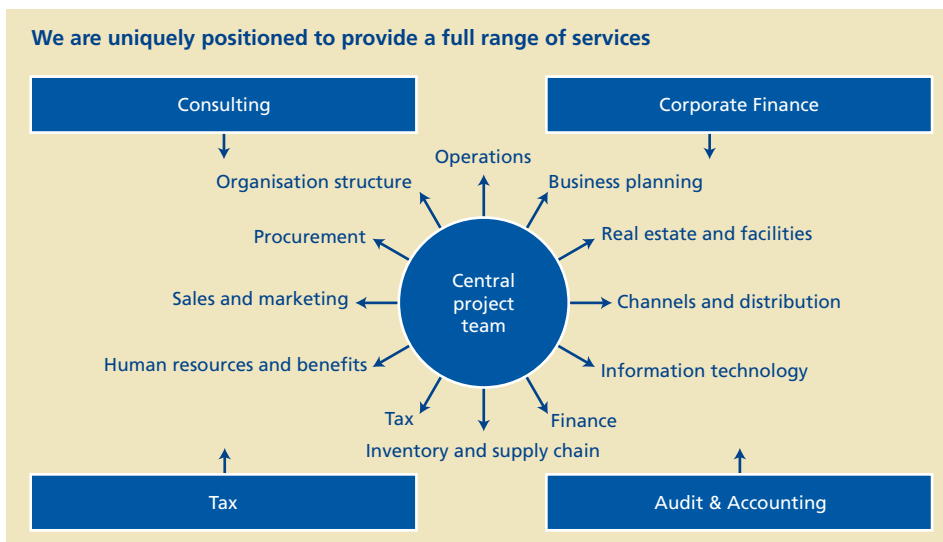 We are uniquely positioned to provide a full range of services
Consulting
Corporate Finance
Operations
Organisation structure
Business planning
Procurement
Real estate and facilities
Central
project
team
Sales and marketing
Channels and distribution
Human resources and benefits
Information technology
Tax
Finance
Inventory and supply chain
Tax
Audit & Accounting